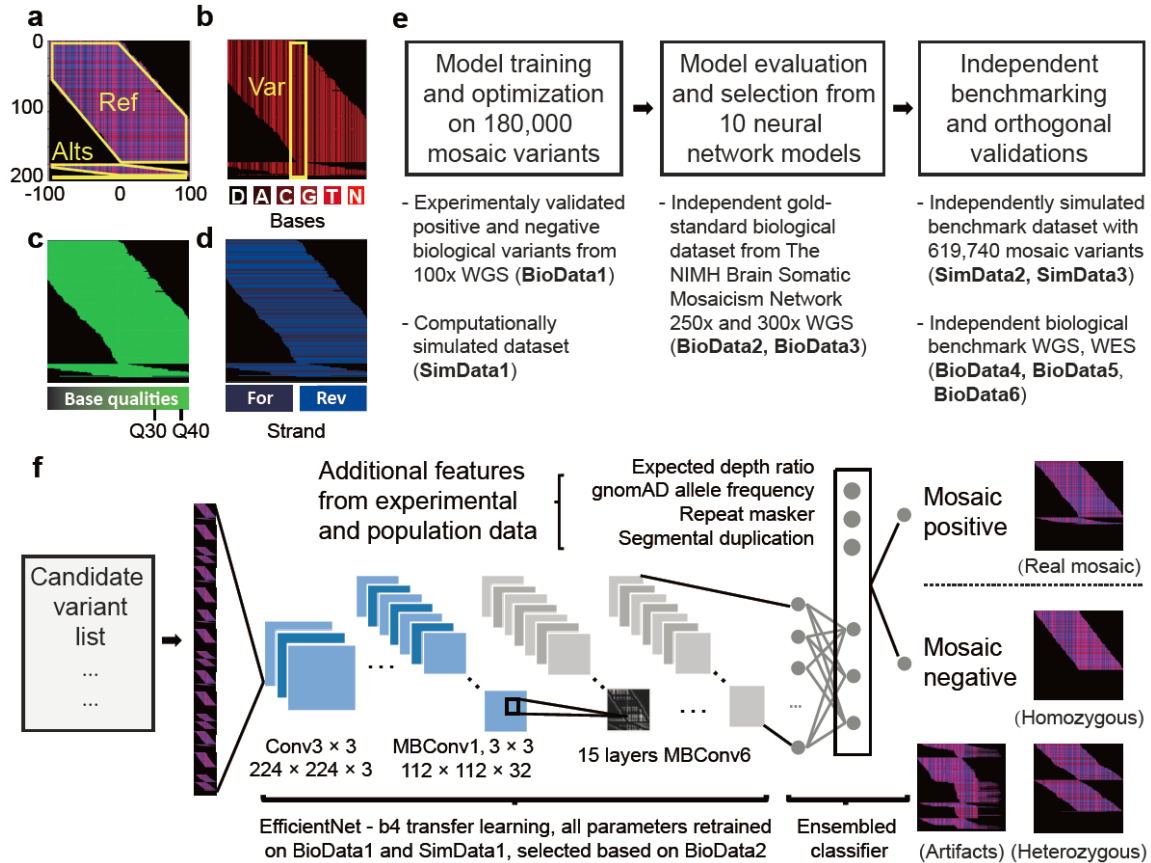 a
0
100
200
-100
0
100
Ref
Alts
b
Var
D A C G T N
Bases
c
Base qualities
Q30 Q40
d
For Rev
Strand
e
Model training
and optimization
on 180,000
mosaic variants
- Experimentaly validated
positive and negative
biological variants from
100x WGS (BioData1)
- Computationally
simulated dataset
(SimData1)
Model evaluation
and selection from
10 neural
network models
- Independent gold-
standard biological
dataset from The
NIMH Brain Somatic
Mosaicism Network
250x and 300x WGS
(BioData2, BioData3)
Independent
benchmarking
and orthogonal
validations
- Independently simulated
benchmark dataset with
619,740 mosaic variants
(SimData2, SimData3)
- Independent biological
benchmark WGS, WES
(BioData4, BioData5,
BioData6)
f
Candidate
variant
list
...
...
Additional features
from experimental
and population data
Expected depth ratio
gnomAD allele frequency
Repeat masker
Segmental duplication
Conv3 × 3
224 × 224 × 3
MBConv1, 3 × 3
112 × 112 × 32
15 layers MBConv6
EfficientNet - b4 transfer learning, all parameters retrained
on BioData1 and SimData1, selected based on BioData2
Ensembled
classifier
Mosaic
positive
(Real mosaic)
Mosaic
negative
(Homozygous)
(Artifacts)
(Heterozygous)